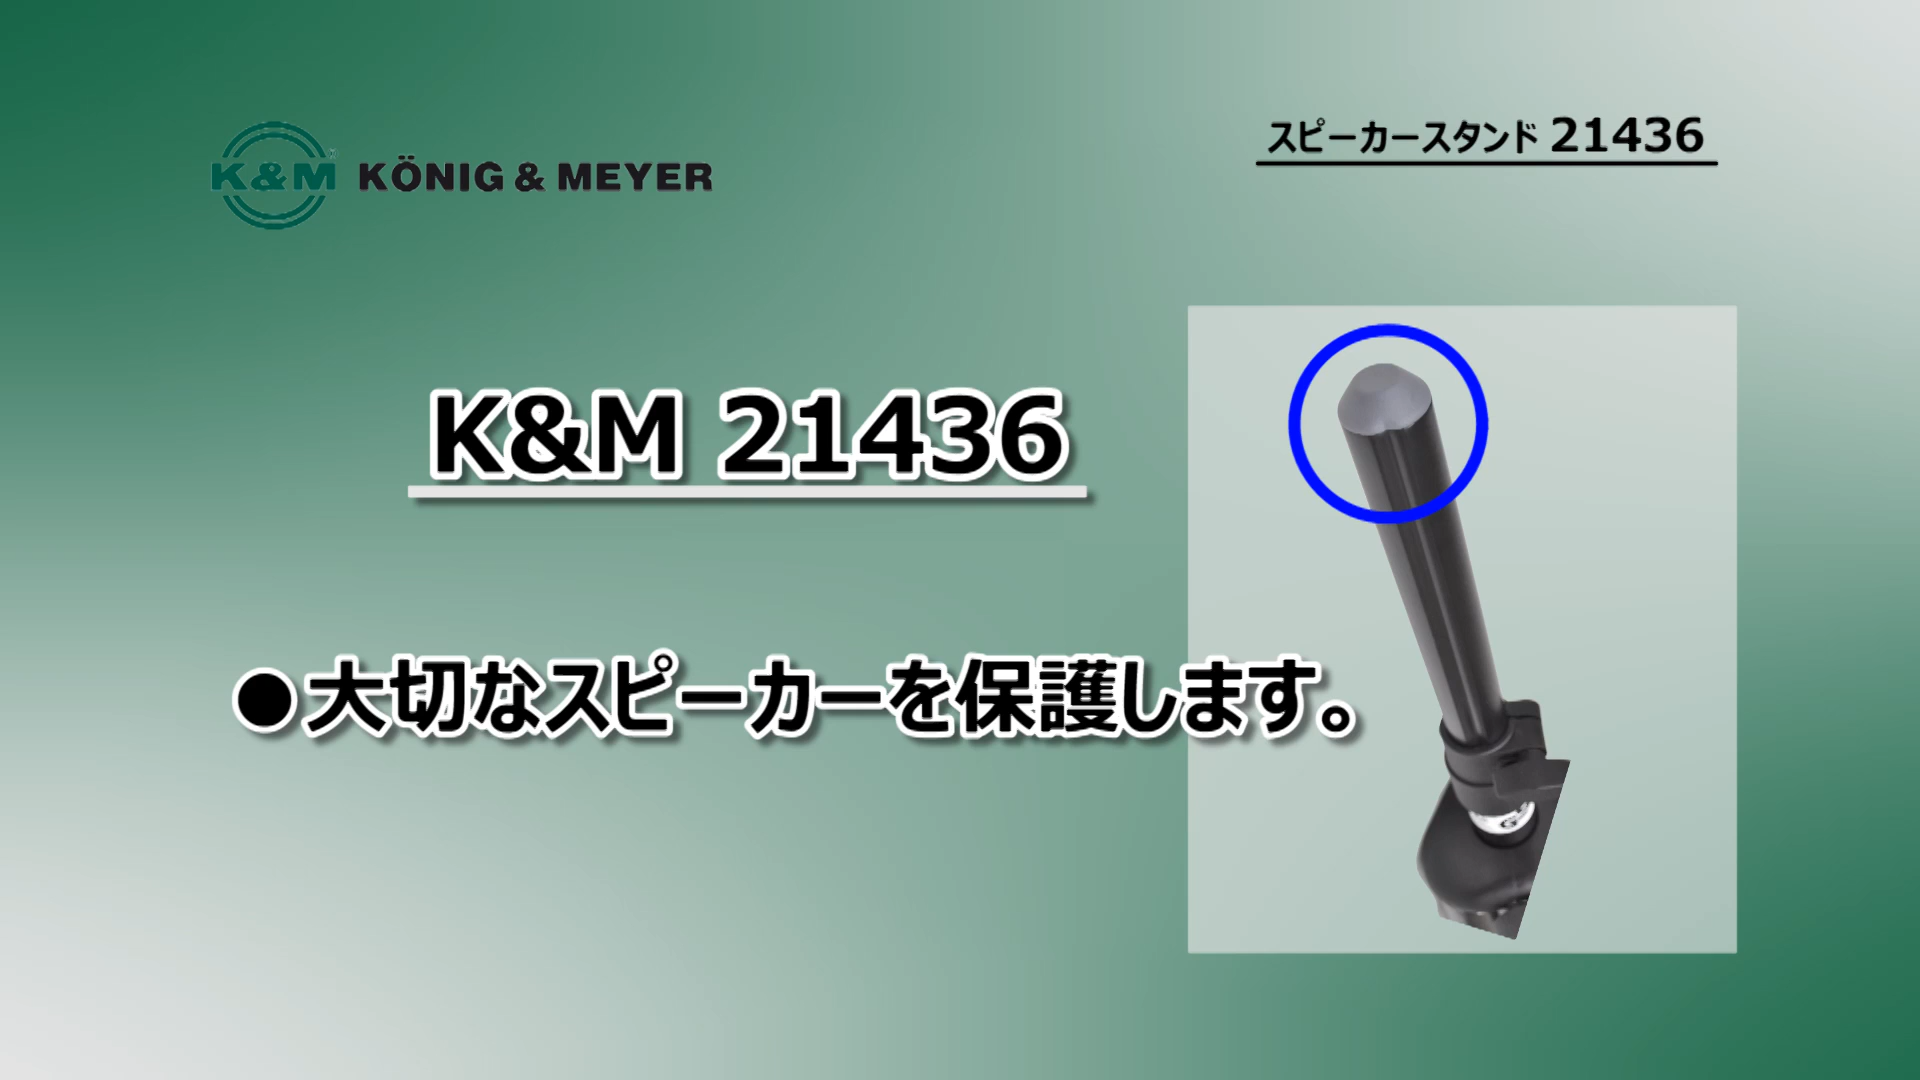 K&M® KÖNIG & MEYER
スピーカースタンド 21436
K&M 21436
●大切なスピーカーを保護します。